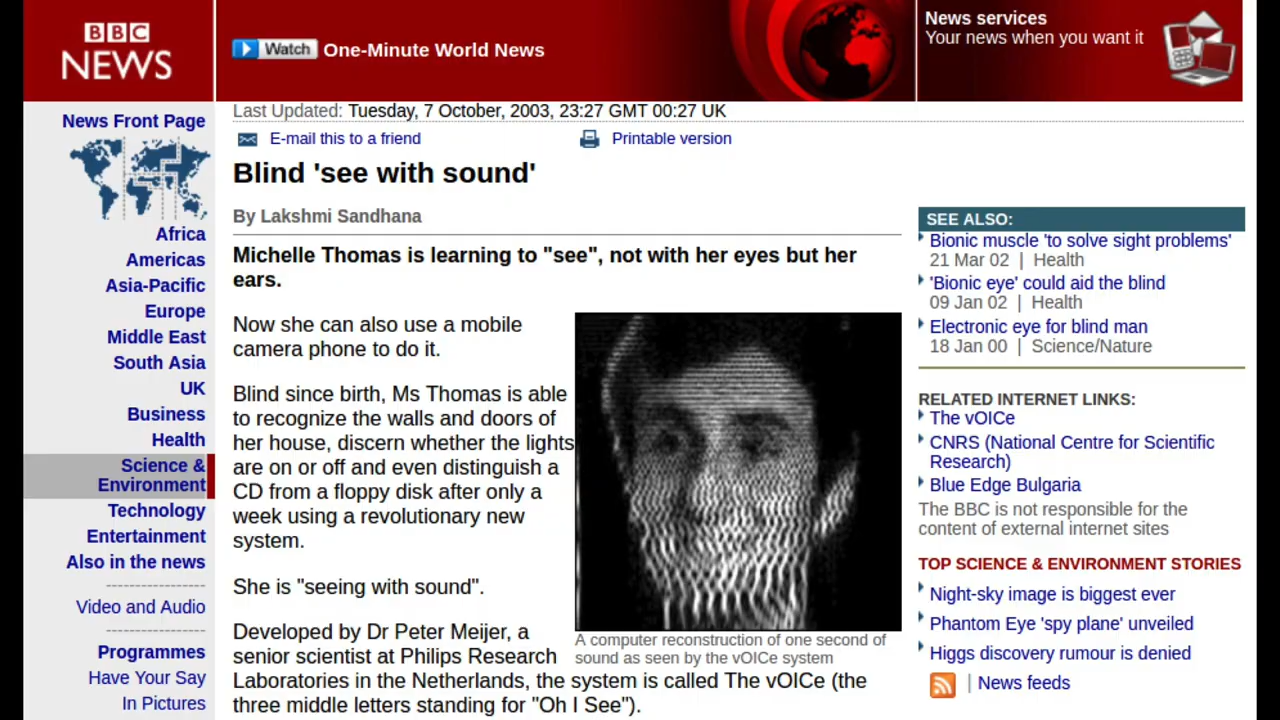 BBC
NEWS
Watch One-Minute World News
News services
Your news when you want it
News Front Page
Africa
Americas
Asia-Pacific
Europe
Middle East
South Asia
UK
Business
Health
Science &
Environment
Technology
Entertainment
Also in the news
-----------------
Video and Audio
-----------------
Programmes
Have Your Say
In Pictures
Last Updated: Tuesday, 7 October, 2003, 23:27 GMT 00:27 UK
E-mail this to a friend
Printable version
Blind 'see with sound'
By Lakshmi Sandhana
Michelle Thomas is learning to "see", not with her eyes but her
ears.
Now she can also use a mobile
camera phone to do it.
Blind since birth, Ms Thomas is able
to recognize the walls and doors of
her house, discern whether the lights
are on or off and even distinguish a
CD from a floppy disk after only a
week using a revolutionary new
system.
She is "seeing with sound".
Developed by Dr Peter Meijer, a
senior scientist at Philips Research
Laboratories in the Netherlands, the system is called The vOICe (the
three middle letters standing for "Oh I See").
A computer reconstruction of one second of
sound as seen by the vOICe system
SEE ALSO:
Bionic muscle 'to solve sight problems'
21 Mar 02 | Health
'Bionic eye' could aid the blind
09 Jan 02 | Health
Electronic eye for blind man
18 Jan 00 | Science/Nature
RELATED INTERNET LINKS:
The vOICe
CNRS (National Centre for Scientific
Research)
Blue Edge Bulgaria
The BBC is not responsible for the
content of external internet sites
TOP SCIENCE & ENVIRONMENT STORIES
Night-sky image is biggest ever
Phantom Eye 'spy plane' unveiled
Higgs discovery rumour is denied
| News feeds